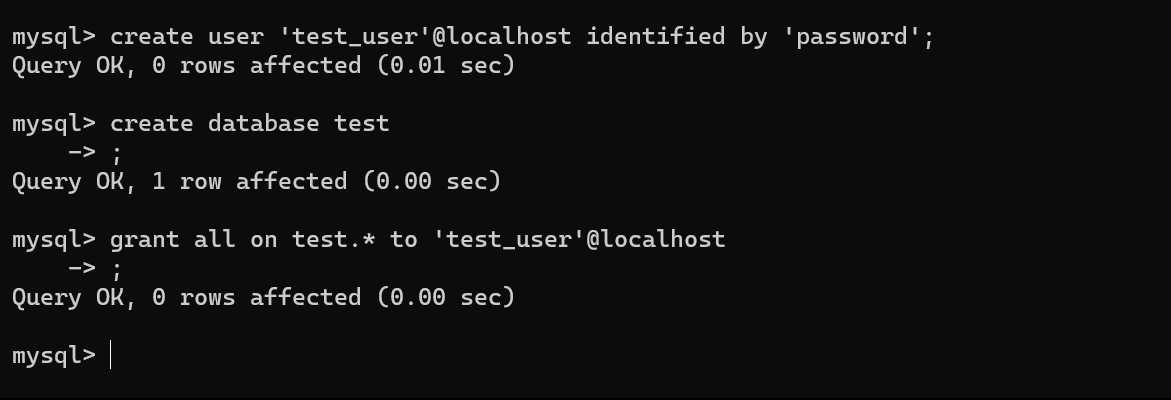 mysql> create user 'test_user'@localhost identified by 'password';
Query OK, 0 rows affected (0.01 sec)
mysql> create database test
    -> ;
Query OK, 1 row affected (0.00 sec)
mysql> grant all on test.* to 'test_user'@localhost
    -> ;
Query OK, 0 rows affected (0.00 sec)
mysql>